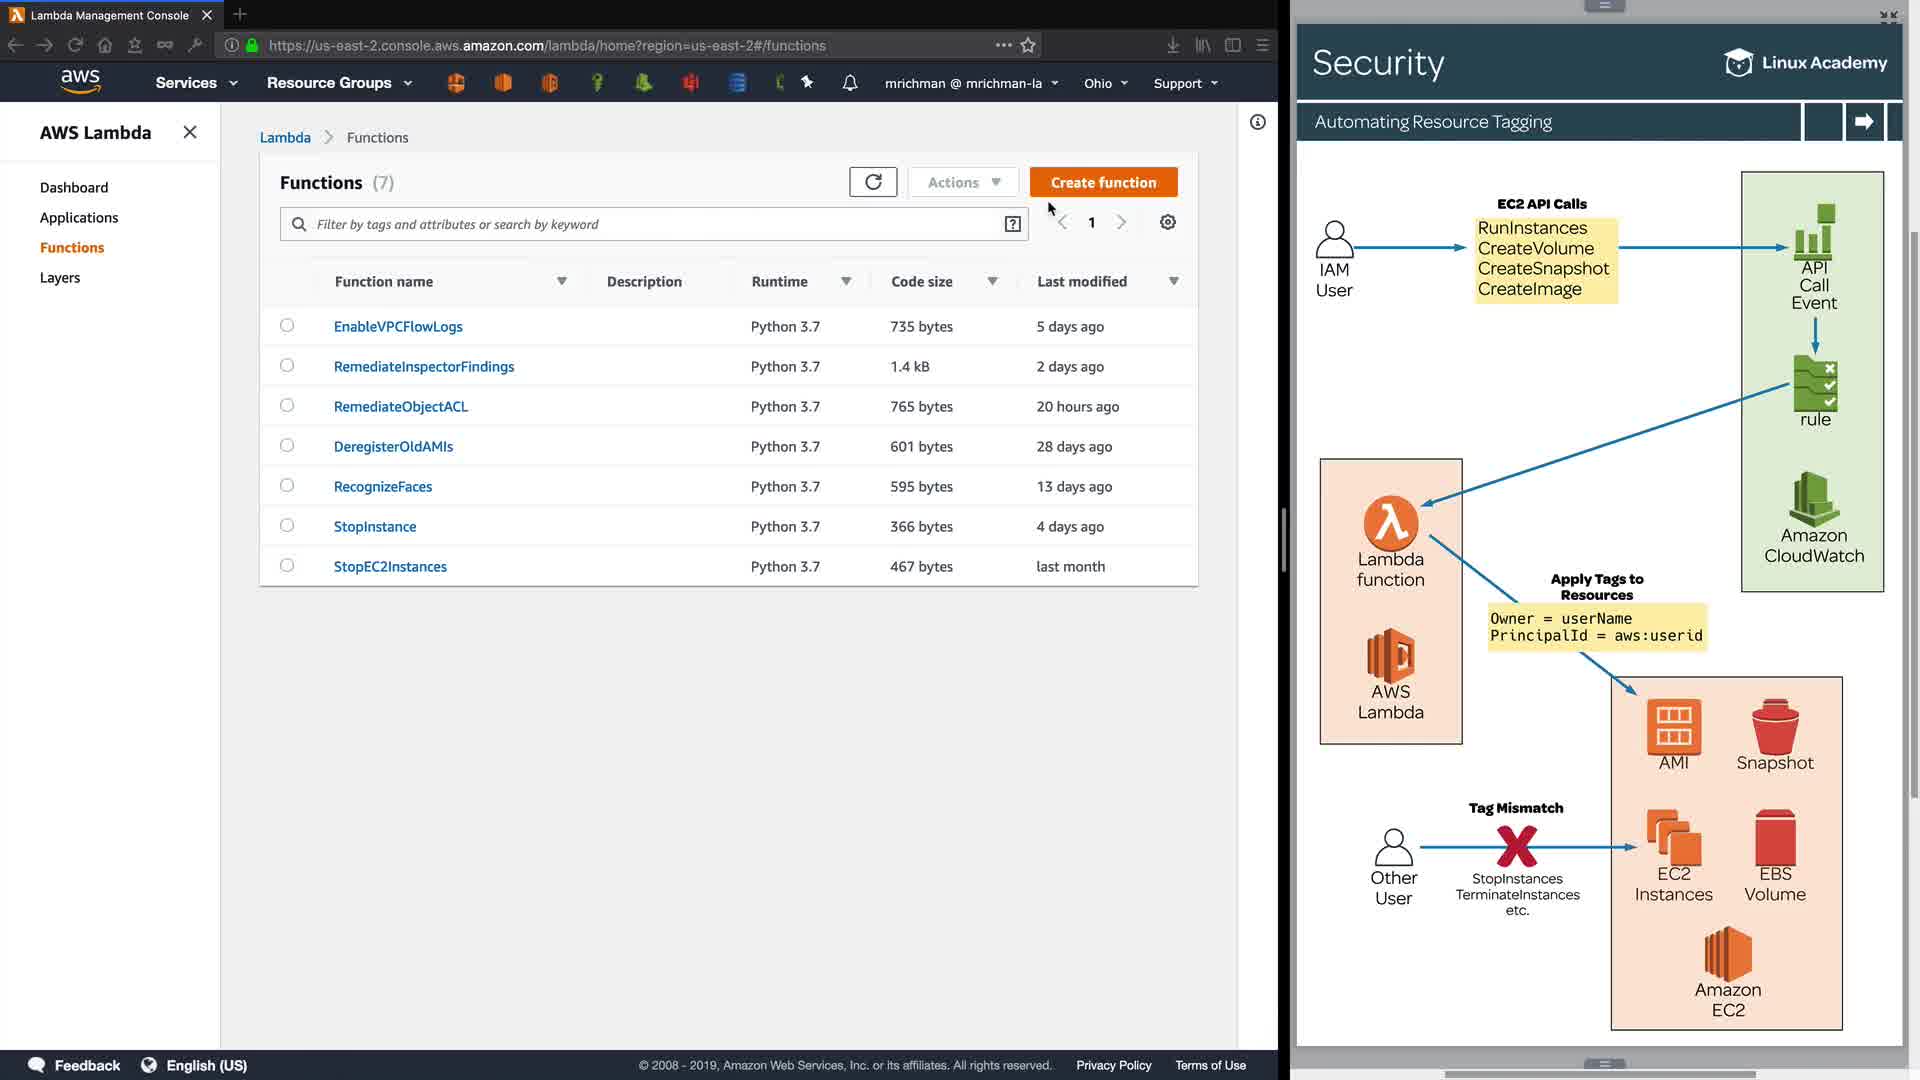 Lambda Management Console
https://us-east-2.console.aws.amazon.com/lambda/home?region=us-east-2#/functions
aws
Services
Resource Groups
mrichman @ mrichman-la
Ohio
Support
AWS Lambda
Dashboard
Applications
Functions
Layers
Lambda
Functions
Functions (7)
Actions
Create function
Filter by tags and attributes or search by keyword
?
1
Function name Description Runtime Code size Last modified
EnableVPCFlowLogs Python 3.7 735 bytes 5 days ago
RemediateInspectorFindings Python 3.7 1.4 kB 2 days ago
RemediateObjectACL Python 3.7 765 bytes 20 hours ago
DeregisterOldAMIs Python 3.7 601 bytes 28 days ago
RecognizeFaces Python 3.7 595 bytes 13 days ago
StopInstance Python 3.7 366 bytes 4 days ago
StopEC2Instances Python 3.7 467 bytes last month
Feedback
English (US)
© 2008 - 2019, Amazon Web Services, Inc. or its affiliates. All rights reserved.
Privacy Policy
Terms of Use
Security
Linux Academy
Automating Resource Tagging
IAM
User
EC2 API Calls
RunInstances
CreateVolume
CreateSnapshot
CreateImage
API
Call
Event
rule
Amazon
CloudWatch
Lambda
function
AWS
Lambda
Apply Tags to
Resources
Owner = userName
PrincipalId = aws:userid
AMI
Snapshot
Tag Mismatch
Other
User
StopInstances
TerminateInstances
etc.
EC2
Instances
EBS
Volume
Amazon
EC2